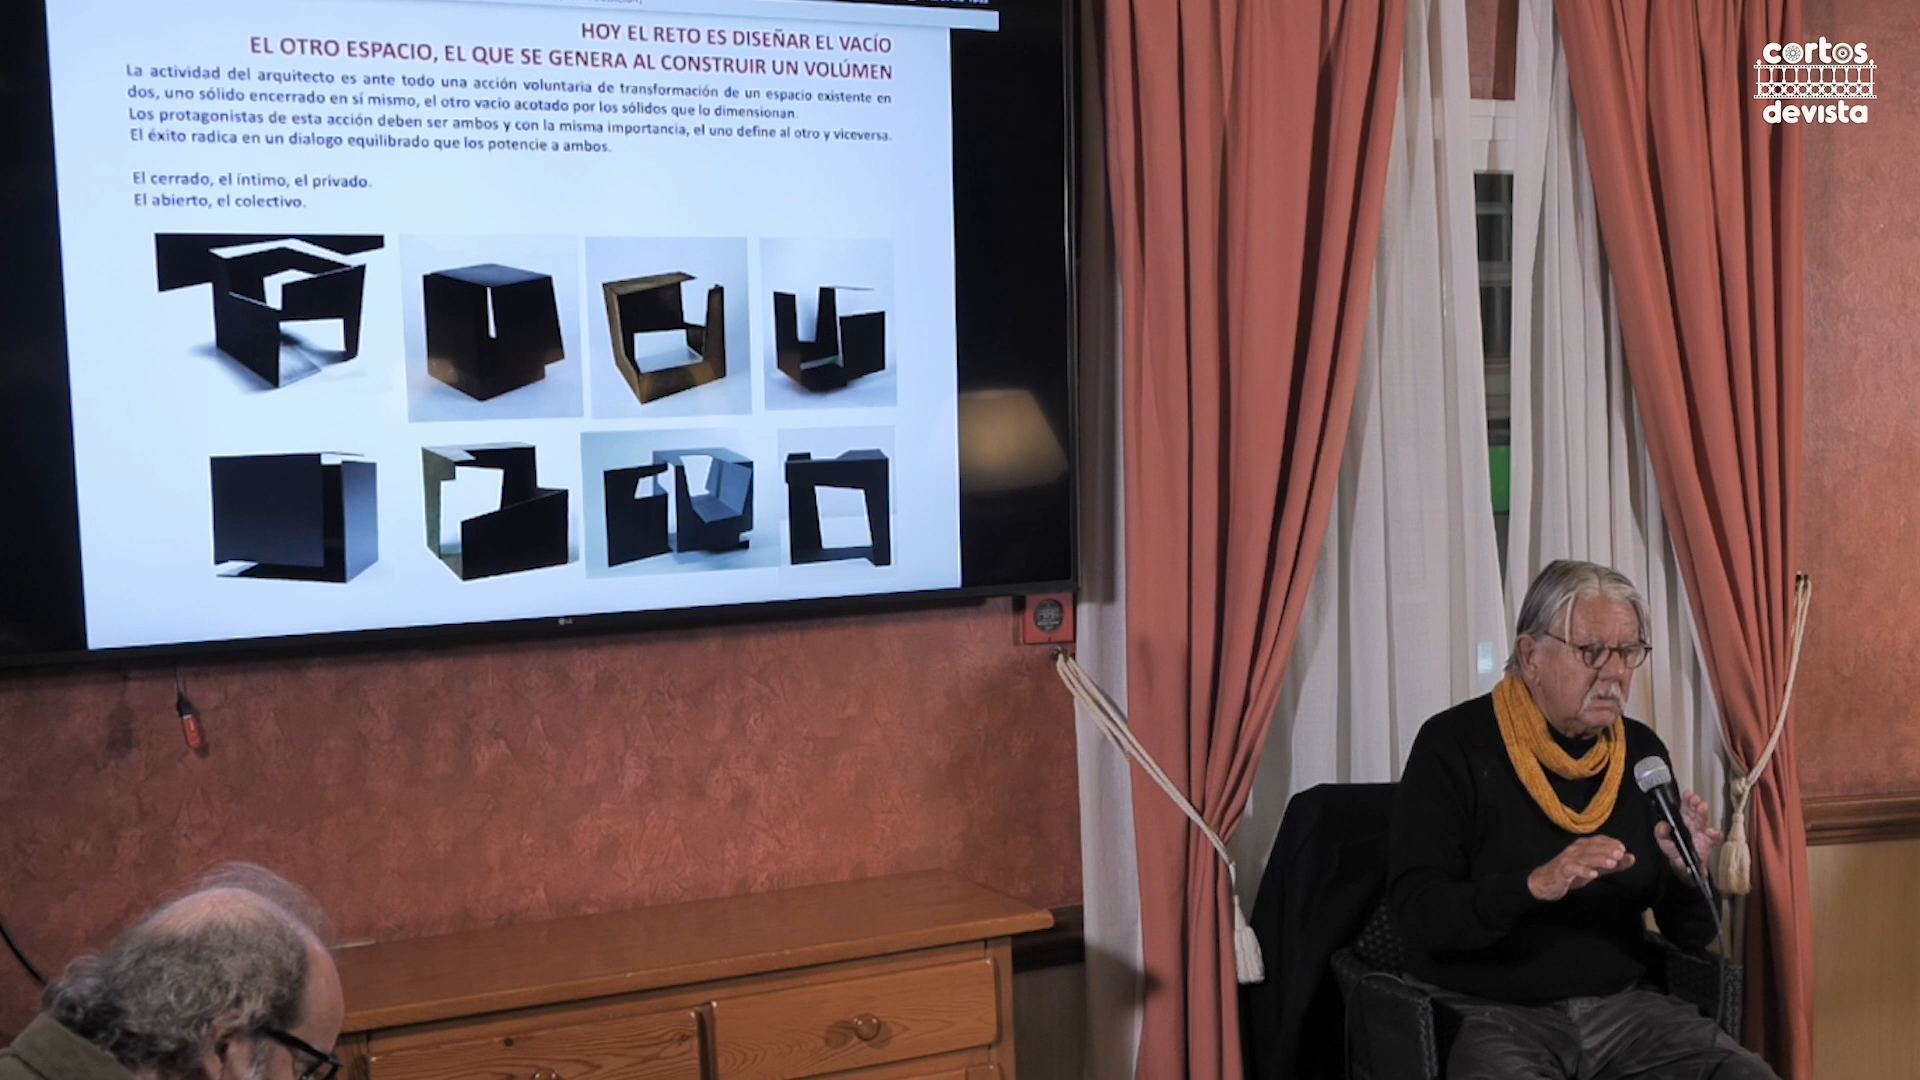 HOY EL RETO ES DISEÑAR EL VACÍO
EL OTRO ESPACIO, EL QUE SE GENERA AL CONSTRUIR UN VOLÚMEN
La actividad del arquitecto es ante todo una acción voluntaria de transformación de un espacio existente en
dos, uno sólido encerrado en sí mismo, el otro vacío acotado por los sólidos que lo dimensionan.
Los protagonistas de esta acción deben ser ambos y con la misma importancia, el uno define al otro y viceversa.
El éxito radica en un dialogo equilibrado que los potencie a ambos.
El cerrado, el íntimo, el privado.
El abierto, el colectivo.
LG
cortos
devista